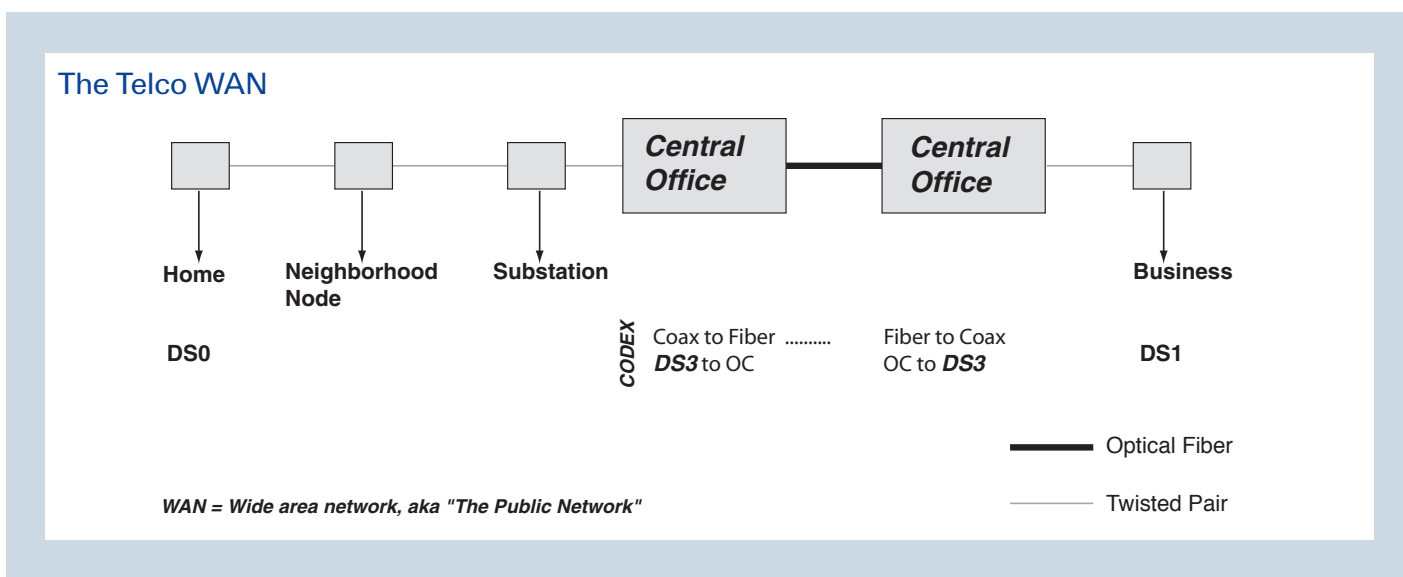 The Telco WAN
Central
Office
Central
Office
Home
Neighborhood
Node
Substation
Business
DS0
CODEX
Coax to Fiber ..........
DS3 to OC
Fiber to Coax
OC to DS3
DS1
Optical Fiber
Twisted Pair
WAN = Wide area network, aka "The Public Network"